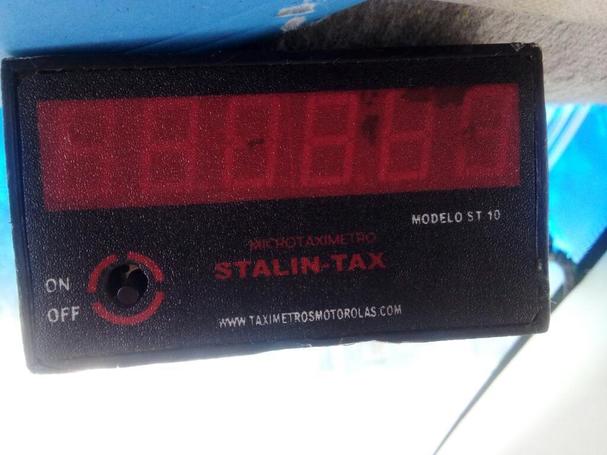 MODELO ST 10
MICROTAXIMETRO
STALIN-TAX
ON
OFF
WWW.TAXIMETROSMOTOROLAS.COM